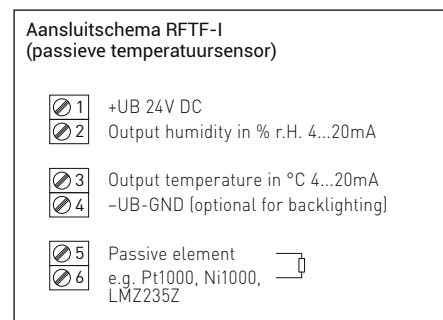 Aansluitschema RFTF-I
(passieve temperatuursensor)
1 +UB 24V DC
2 Output humidity in % r.H. 4...20mA
3 Output temperature in °C 4...20mA
4 –UB-GND (optional for backlighting)
5 Passive element
6 e.g. Pt1000, Ni1000,
LMZ235Z